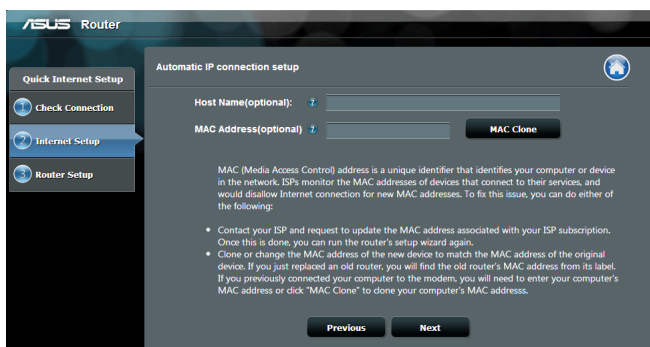 ASUS Router
Quick Internet Setup
1 Check Connection
2 Internet Setup
3 Router Setup
Automatic IP connection setup
Host Name(optional): ?
MAC Address(optional) ? MAC Clone
MAC (Media Access Control) address is a unique identifier that identifies your computer or device
in the network. ISPs monitor the MAC addresses of devices that connect to their services, and
would disallow Internet connection for new MAC addresses. To fix this issue, you can do either of
the following:
• Contact your ISP and request to update the MAC address associated with your ISP subscription.
Once this is done, you can run the router's setup wizard again.
• Clone or change the MAC address of the new device to match the MAC address of the original
device. If you just replaced an old router, you will find the old router's MAC address from its label.
If you previously connected your computer to the modem, you will need to enter your computer's
MAC address or click "MAC Clone" to clone your computer's MAC addresss.
Previous Next